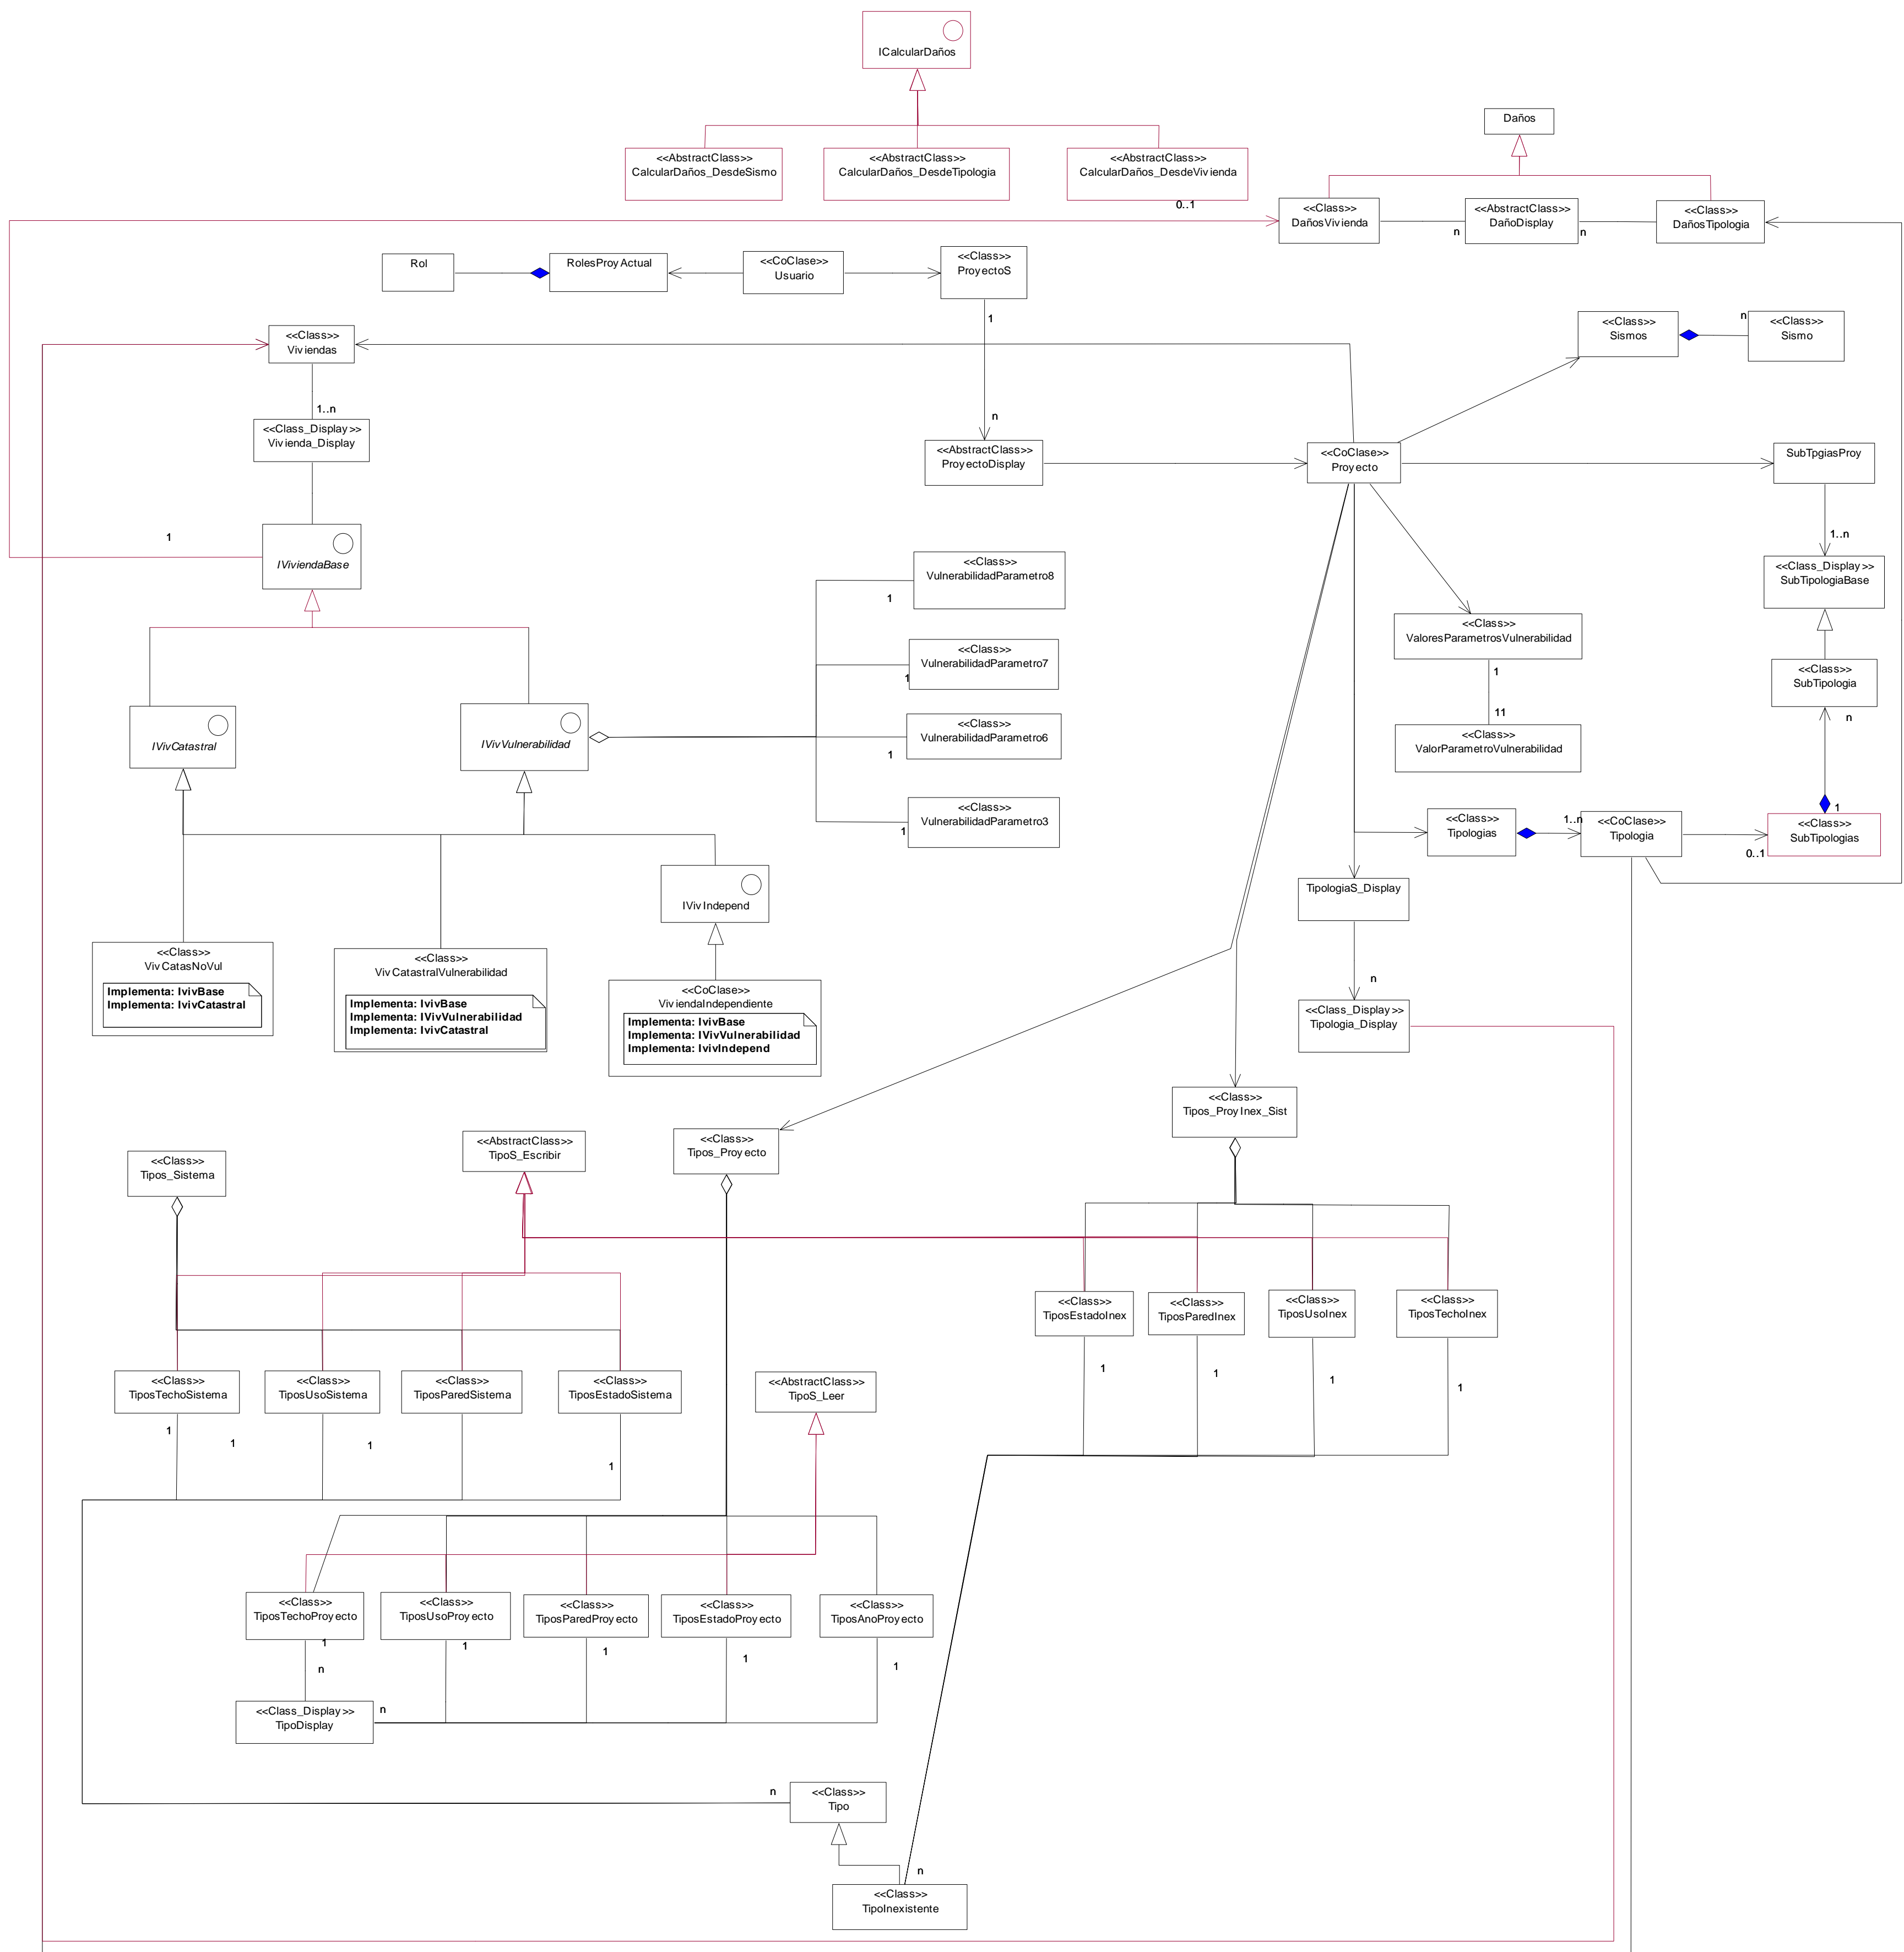 ICalcularDaños
Daños
<<AbstractClass>>
CalcularDaños_DesdeSismo
<<AbstractClass>>
CalcularDaños_DesdeTipologia
<<AbstractClass>>
CalcularDaños_DesdeVivienda
0..1
<<Class>>
DañosVivienda
n
<<AbstractClass>>
DañoDisplay
n
<<Class>>
DañosTipologia
Rol
RolesProyActual
<<CoClase>>
Usuario
<<Class>>
ProyectoS
1
n
<<Class>>
Viviendas
1..n
<<Class>>
Sismos
n
<<Class>>
Sismo
<<Class_Display>>
Vivienda_Display
<<AbstractClass>>
ProyectoDisplay
<<CoClase>>
Proyecto
SubTpgiasProy
1..n
1
IViviendaBase
<<Class>>
VulnerabilidadParametro8
1
<<Class_Display>>
SubTipologiaBase
<<Class>>
ValoresParametrosVulnerabilidad
1
11
<<Class>>
VulnerabilidadParametro7
1
<<Class>>
SubTipologia
n
IVivCatastral
IVivVulnerabilidad
<<Class>>
VulnerabilidadParametro6
1
<<Class>>
ValorParametroVulnerabilidad
<<Class>>
VulnerabilidadParametro3
1
<<Class>>
Tipologias
1..n
<<CoClase>>
Tipologia
0..1
1
<<Class>>
SubTipologias
IVivIndepend
TipologiaS_Display
n
<<Class>>
VivCatasNoVul
Implementa: IvivBase
Implementa: IvivCatastral
<<Class>>
VivCatastralVulnerabilidad
Implementa: IvivBase
Implementa: IVivVulnerabilidad
Implementa: IvivCatastral
<<CoClase>>
ViviendaIndependiente
Implementa: IvivBase
Implementa: IVivVulnerabilidad
Implementa: IvivIndepend
<<Class_Display>>
Tipologia_Display
<<Class>>
Tipos_ProyInex_Sist
<<Class>>
Tipos_Sistema
<<AbstractClass>>
TipoS_Escribir
<<Class>>
Tipos_Proyecto
<<Class>>
TiposEstadoInex
1
<<Class>>
TiposParedInex
1
<<Class>>
TiposUsoInex
1
<<Class>>
TiposTechoInex
1
<<Class>>
TiposTechoSistema
1
<<Class>>
TiposUsoSistema
1
<<Class>>
TiposParedSistema
1
<<Class>>
TiposEstadoSistema
1
<<AbstractClass>>
TipoS_Leer
<<Class>>
TiposTechoProyecto
1
n
<<Class>>
TiposUsoProyecto
1
<<Class>>
TiposParedProyecto
1
<<Class>>
TiposEstadoProyecto
1
<<Class>>
TiposAnoProyecto
1
<<Class_Display>>
TipoDisplay
n
n
<<Class>>
Tipo
n
<<Class>>
TipoInexistente